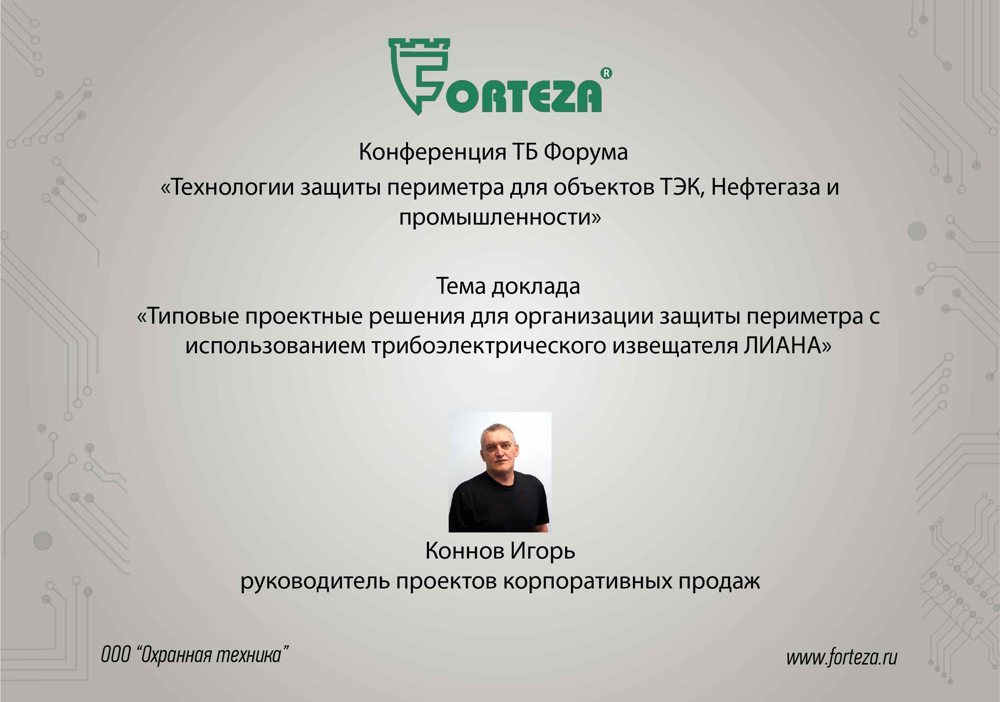 FORTEZA®
Конференция ТБ Форума
«Технологии защиты периметра для объектов ТЭК, Нефтегаза и
промышленности»
Тема доклада
«Типовые проектные решения для организации защиты периметра с
использованием трибоэлектрического извещателя ЛИАНА»
Коннов Игорь
руководитель проектов корпоративных продаж
ООО “Охранная техника”
www.forteza.ru